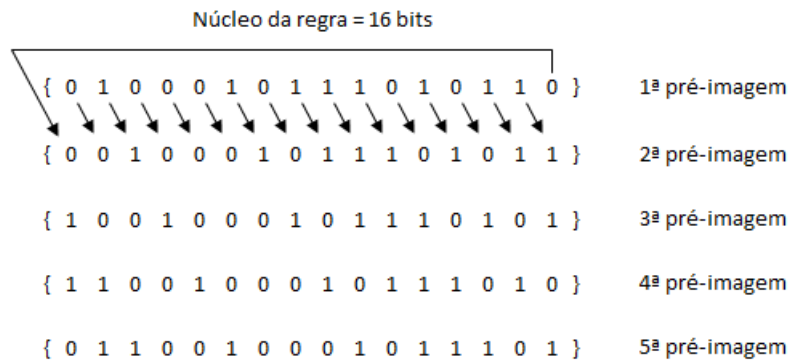 Núcleo da regra = 16 bits
{ 0 1 0 0 0 1 0 1 1 1 0 1 0 1 1 0 } 1ª pré-imagem
{ 0 0 1 0 0 0 1 0 1 1 1 0 1 0 1 1 } 2ª pré-imagem
{ 1 0 0 1 0 0 0 1 0 1 1 1 0 1 0 1 } 3ª pré-imagem
{ 1 1 0 0 1 0 0 0 1 0 1 1 1 0 1 0 } 4ª pré-imagem
{ 0 1 1 0 0 1 0 0 0 1 0 1 1 1 0 1 } 5ª pré-imagem